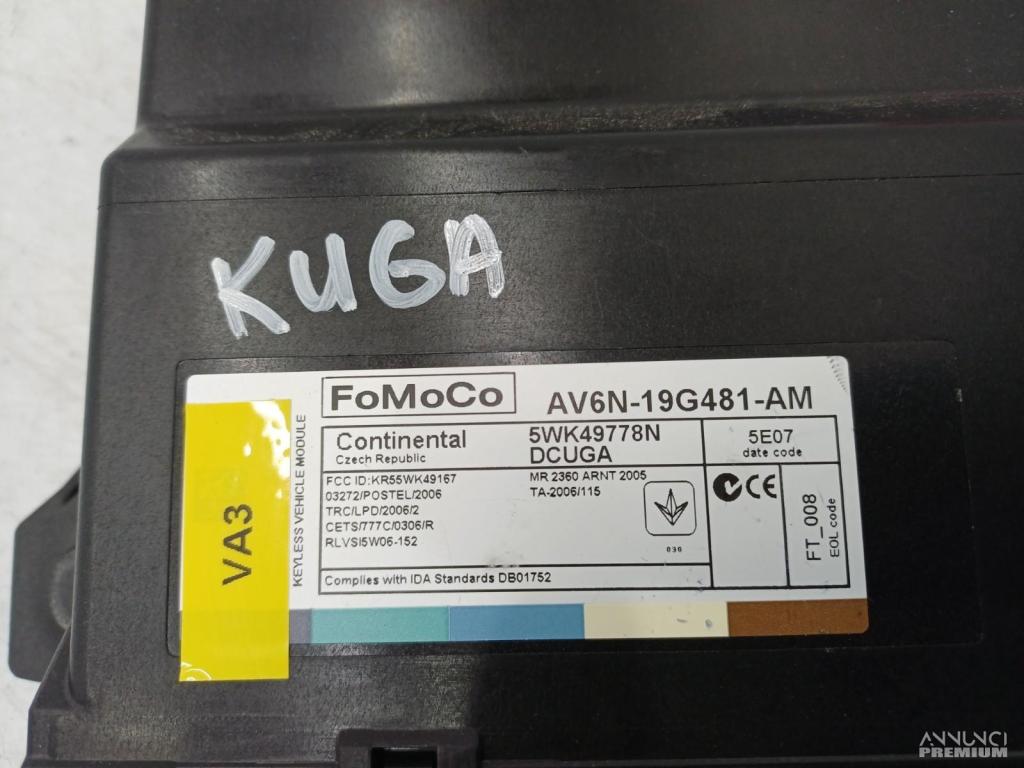 KUGA
FoMoCo
AV6N-19G481-AM
VA3
KEYLESS VEHICLE MODULE
Continental
Czech Republic
5WK49778N
DCUGA
5E07
date code
FCC ID:KR55WK49167
03272/POSTEL/2006
TRC/LPD/2006/2
CETS/777C/0306/R
RLVSI5W06-152
MR 2360 ARNT 2005
TA-2006/115
CE
FT_008
EOL code
Complies with IDA Standards DB01752
ANNUNCI
PREMIUM